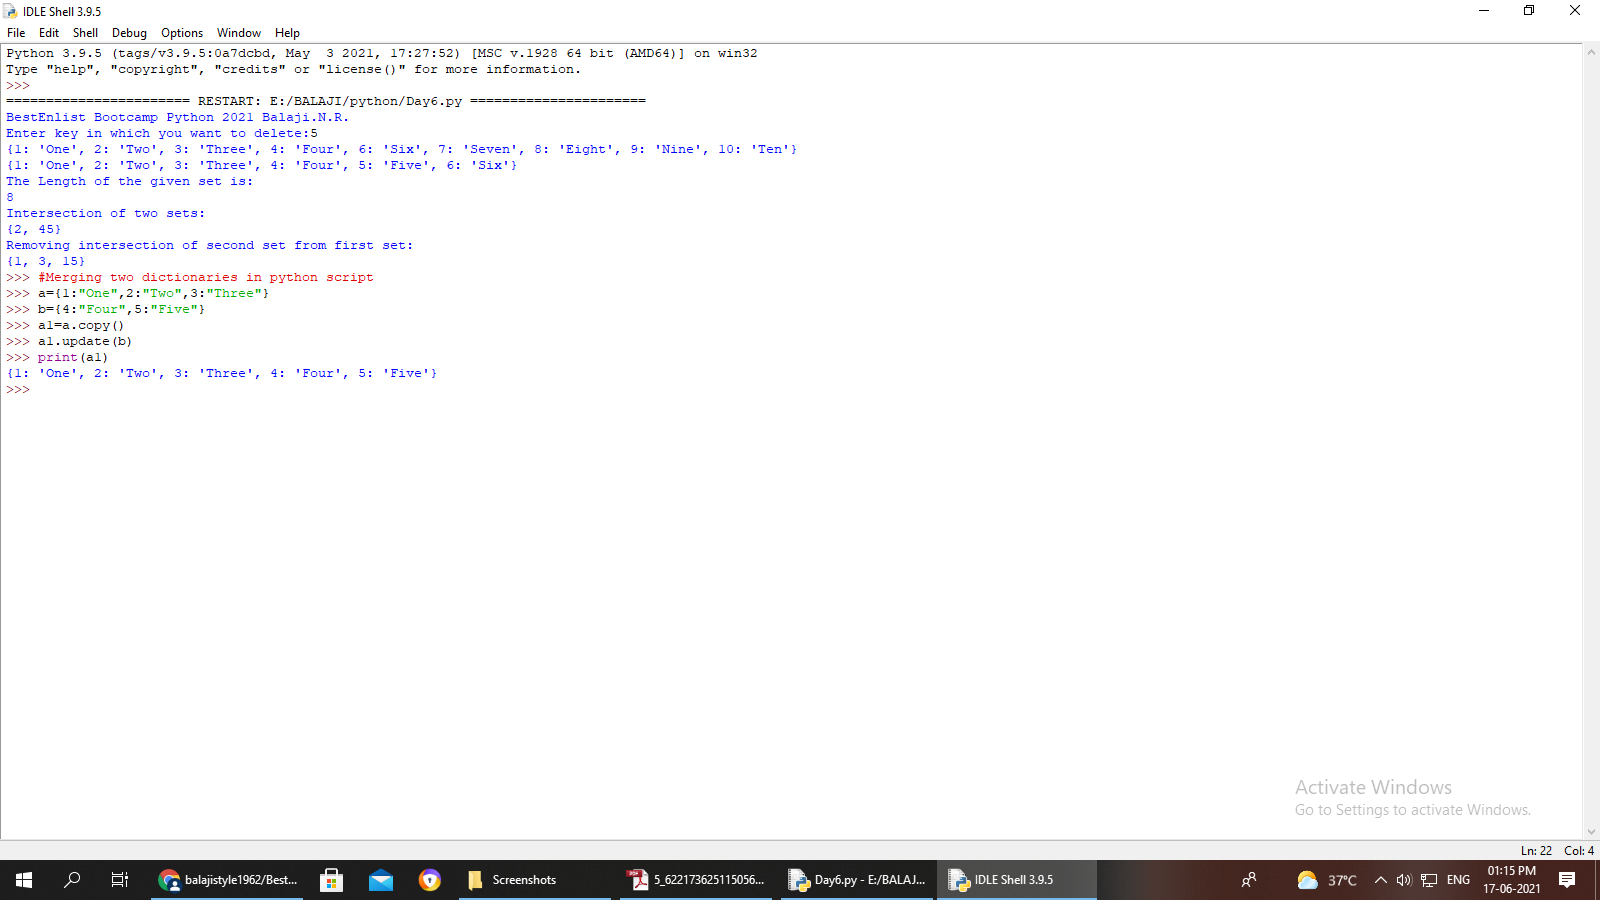 IDLE Shell 3.9.5
File Edit Shell Debug Options Window Help
Python 3.9.5 (tags/v3.9.5:0a7dcbd, May  3 2021, 17:27:52) [MSC v.1928 64 bit (AMD64)] on win32
Type "help", "copyright", "credits" or "license()" for more information.
>>>
======================= RESTART: E:/BALAJI/python/Day6.py ======================
BestEnlist Bootcamp Python 2021 Balaji.N.R.
Enter key in which you want to delete:5
{1: 'One', 2: 'Two', 3: 'Three', 4: 'Four', 6: 'Six', 7: 'Seven', 8: 'Eight', 9: 'Nine', 10: 'Ten'}
{1: 'One', 2: 'Two', 3: 'Three', 4: 'Four', 5: 'Five', 6: 'Six'}
The Length of the given set is:
8
Intersection of two sets:
{2, 45}
Removing intersection of second set from first set:
{1, 3, 15}
>>> #Merging two dictionaries in python script
>>> a={1:"One",2:"Two",3:"Three"}
>>> b={4:"Four",5:"Five"}
>>> a1=a.copy()
>>> a1.update(b)
>>> print(a1)
{1: 'One', 2: 'Two', 3: 'Three', 4: 'Four', 5: 'Five'}
>>>
Activate Windows
Go to Settings to activate Windows.
Ln: 22 Col: 4
balajistyle1962/Best... Screenshots 5_622173625115056... Day6.py - E:/BALAJ... IDLE Shell 3.9.5 37°C ENG 01:15 PM
17-06-2021